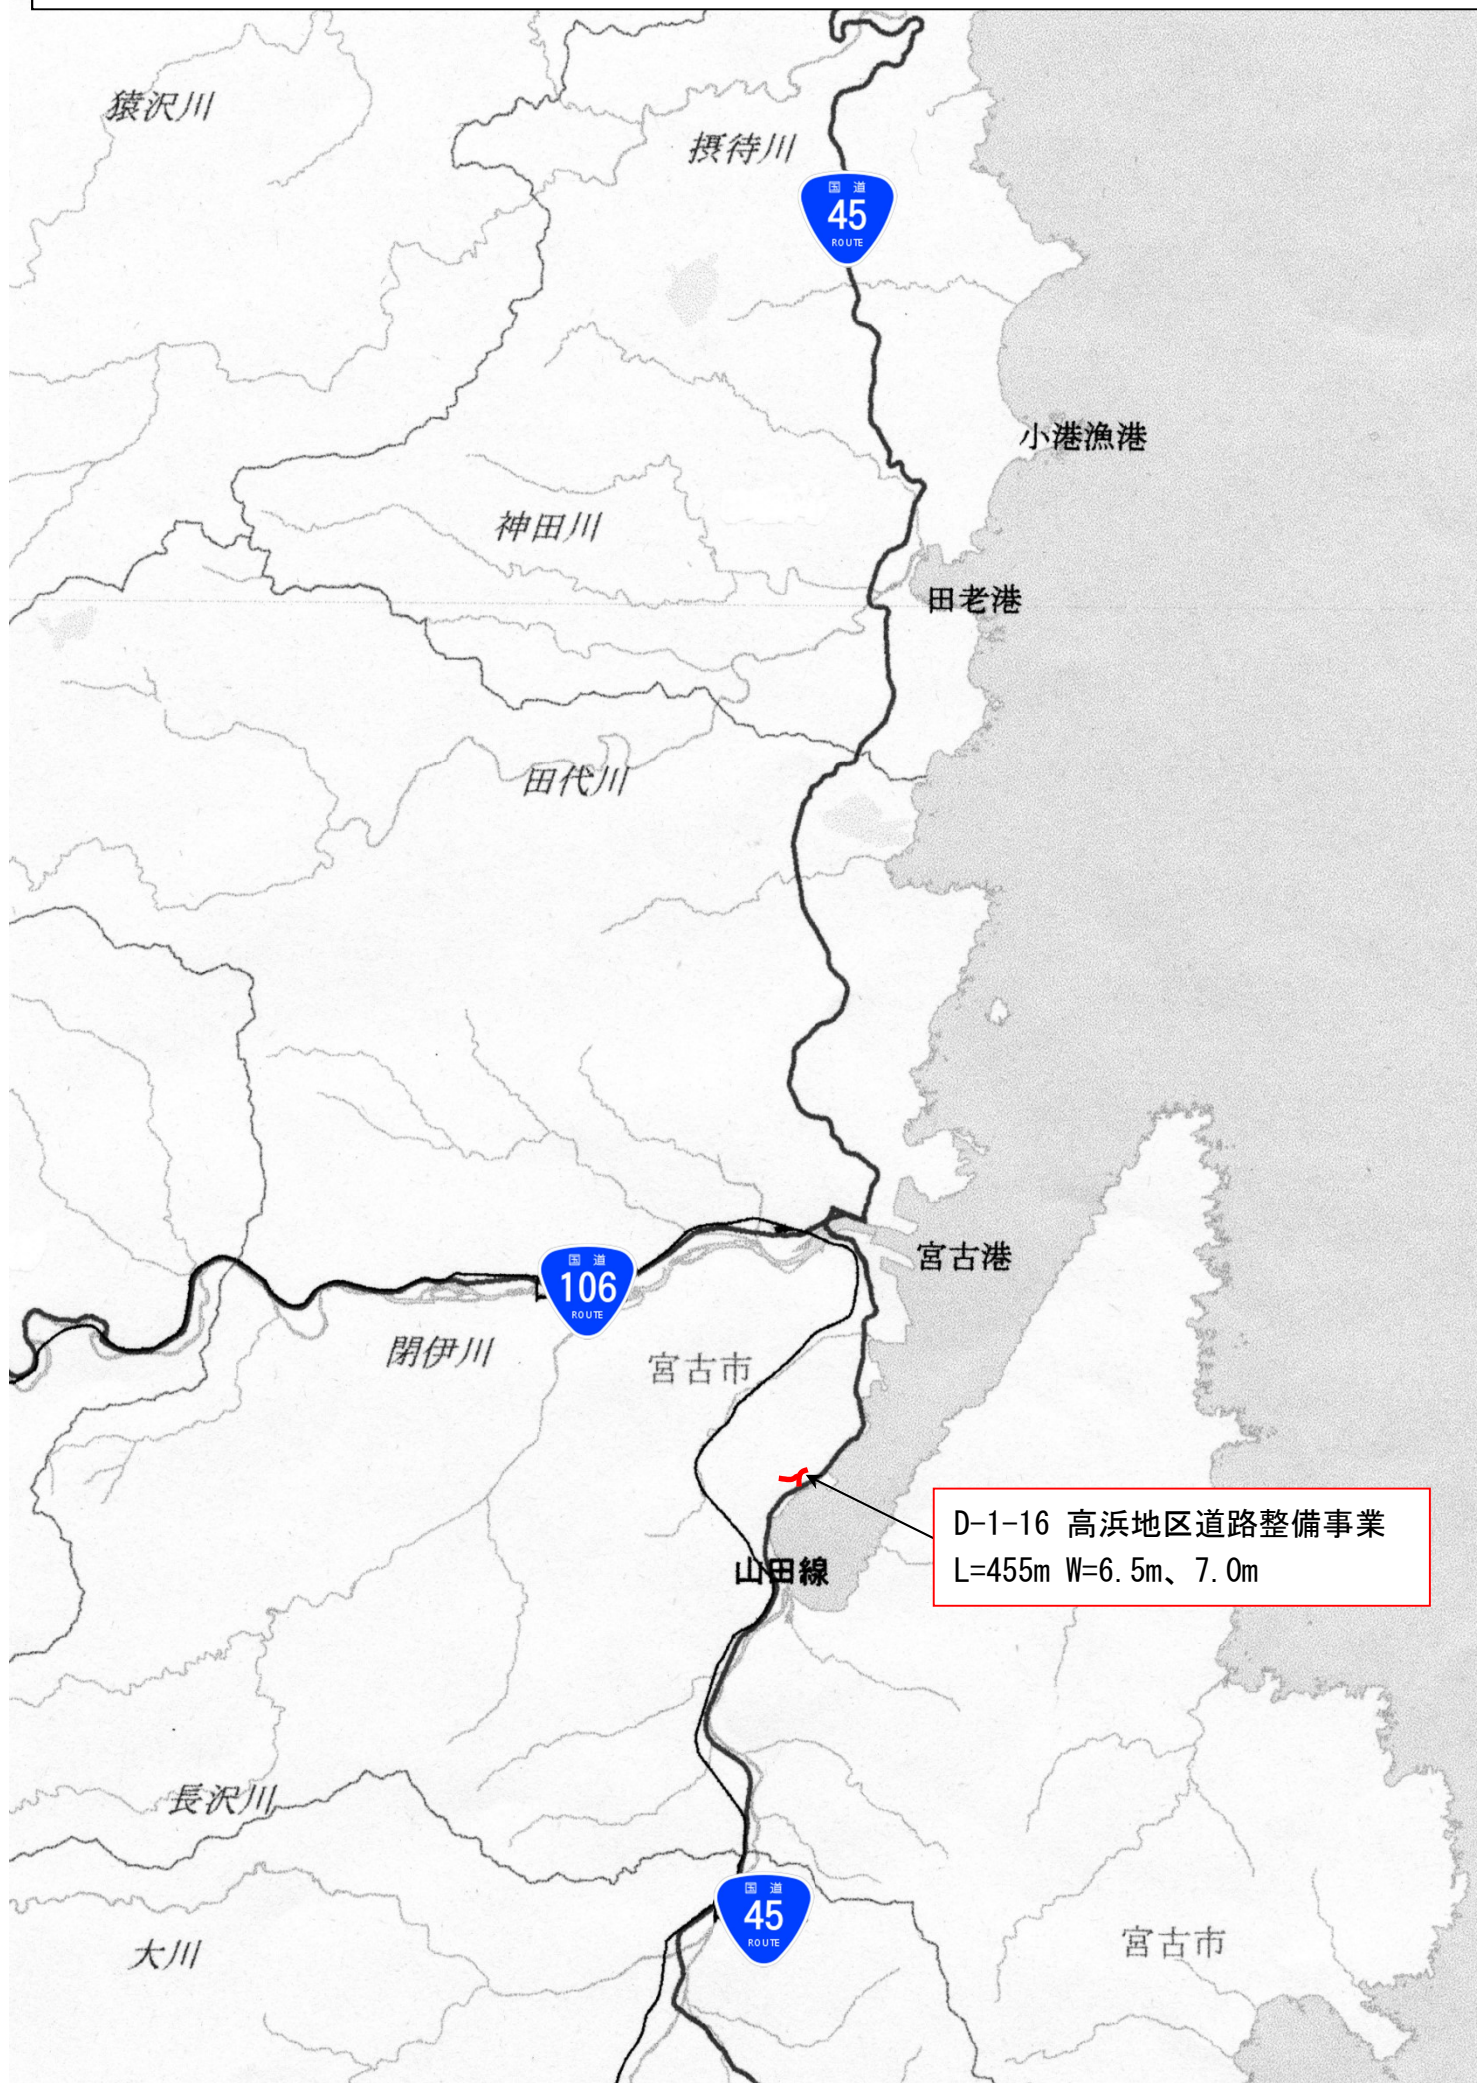 猿沢川
摂待川
国 道
45
ROUTE
小港漁港
神田川
田老港
田代川
宮古港
国 道
106
ROUTE
閉伊川
宮古市
D-1-16 高浜地区道路整備事業
L=455m W=6.5m、7.0m
山田線
長沢川
国 道
45
ROUTE
宮古市
大川